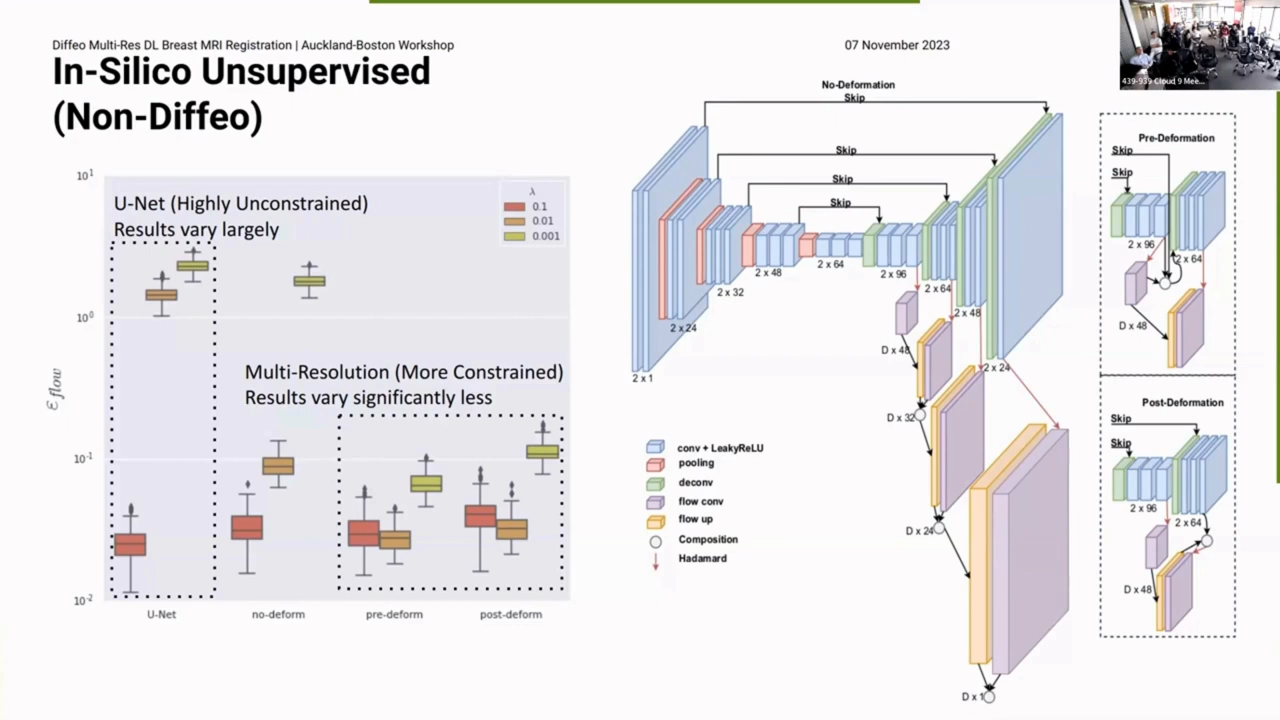 Diffeo Multi-Res DL Breast MRI Registration | Auckland-Boston Workshop
07 November 2023
In-Silico Unsupervised
(Non-Diffeo)
439-939 Cloud 9 Mee...
10¹
10⁰
10⁻¹
10⁻²
ℰ flow
U-Net (Highly Unconstrained)
Results vary largely
λ
0.1
0.01
0.001
Multi-Resolution (More Constrained)
Results vary significantly less
U-Net
no-deform
pre-deform
post-deform
No-Deformation
Skip
Skip
Skip
Skip
2 x 1
2 x 24
2 x 32
2 x 48
2 x 64
2 x 96
2 x 64
2 x 48
2 x 24
D x 48
D x 32
D x 24
D x 1
conv + LeakyReLU
pooling
deconv
flow conv
flow up
Composition
Hadamard
Pre-Deformation
Skip
Skip
2 x 96
2 x 64
D x 48
Post-Deformation
Skip
Skip
2 x 96
2 x 64
D x 48